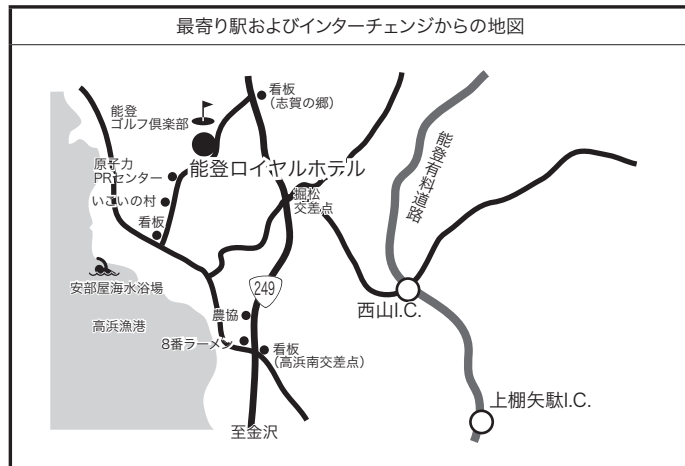 最寄り駅およびインターチェンジからの地図
看板
(志賀の郷)
能登
ゴルフ倶楽部
能登ロイヤルホテル
原子力
PRセンター
いこいの村
看板
堀松
交差点
能登有料道路
安部屋海水浴場
249
西山I.C.
高浜漁港
農協
8番ラーメン
看板
(高浜南交差点)
上棚矢駄I.C.
至金沢